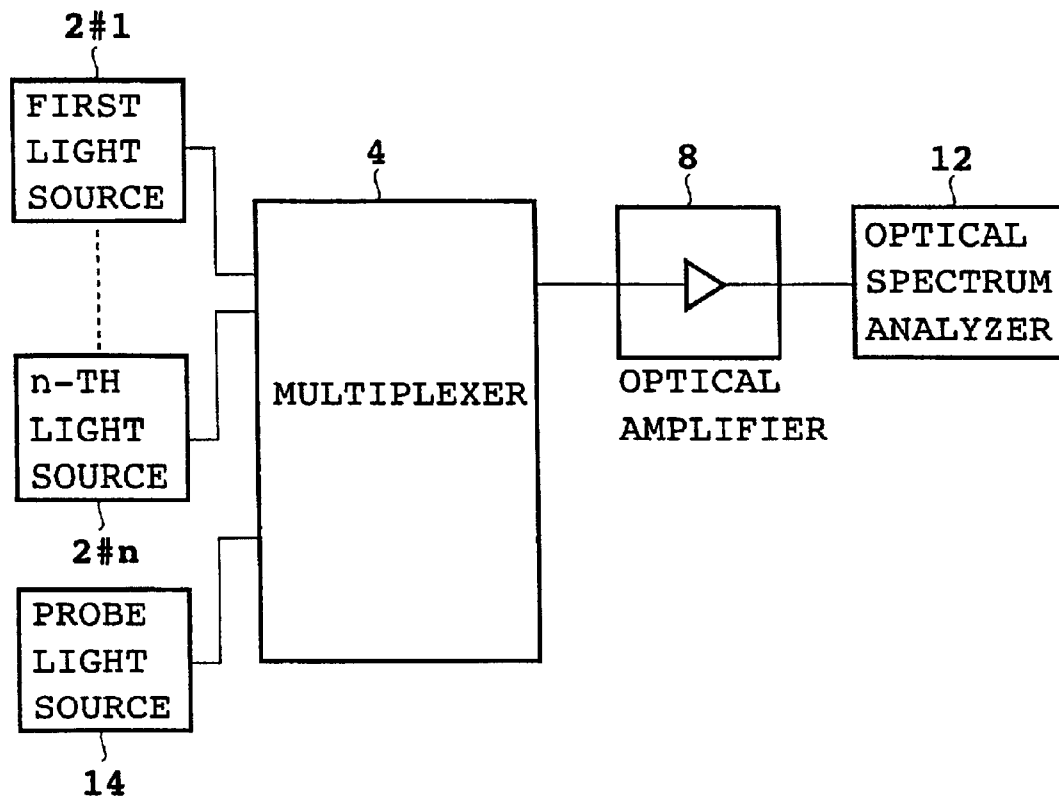 2#1
FIRST
LIGHT
SOURCE
4
MULTIPLEXER
8
OPTICAL
AMPLIFIER
12
OPTICAL
SPECTRUM
ANALYZER
n-TH
LIGHT
SOURCE
2#n
PROBE
LIGHT
SOURCE
14